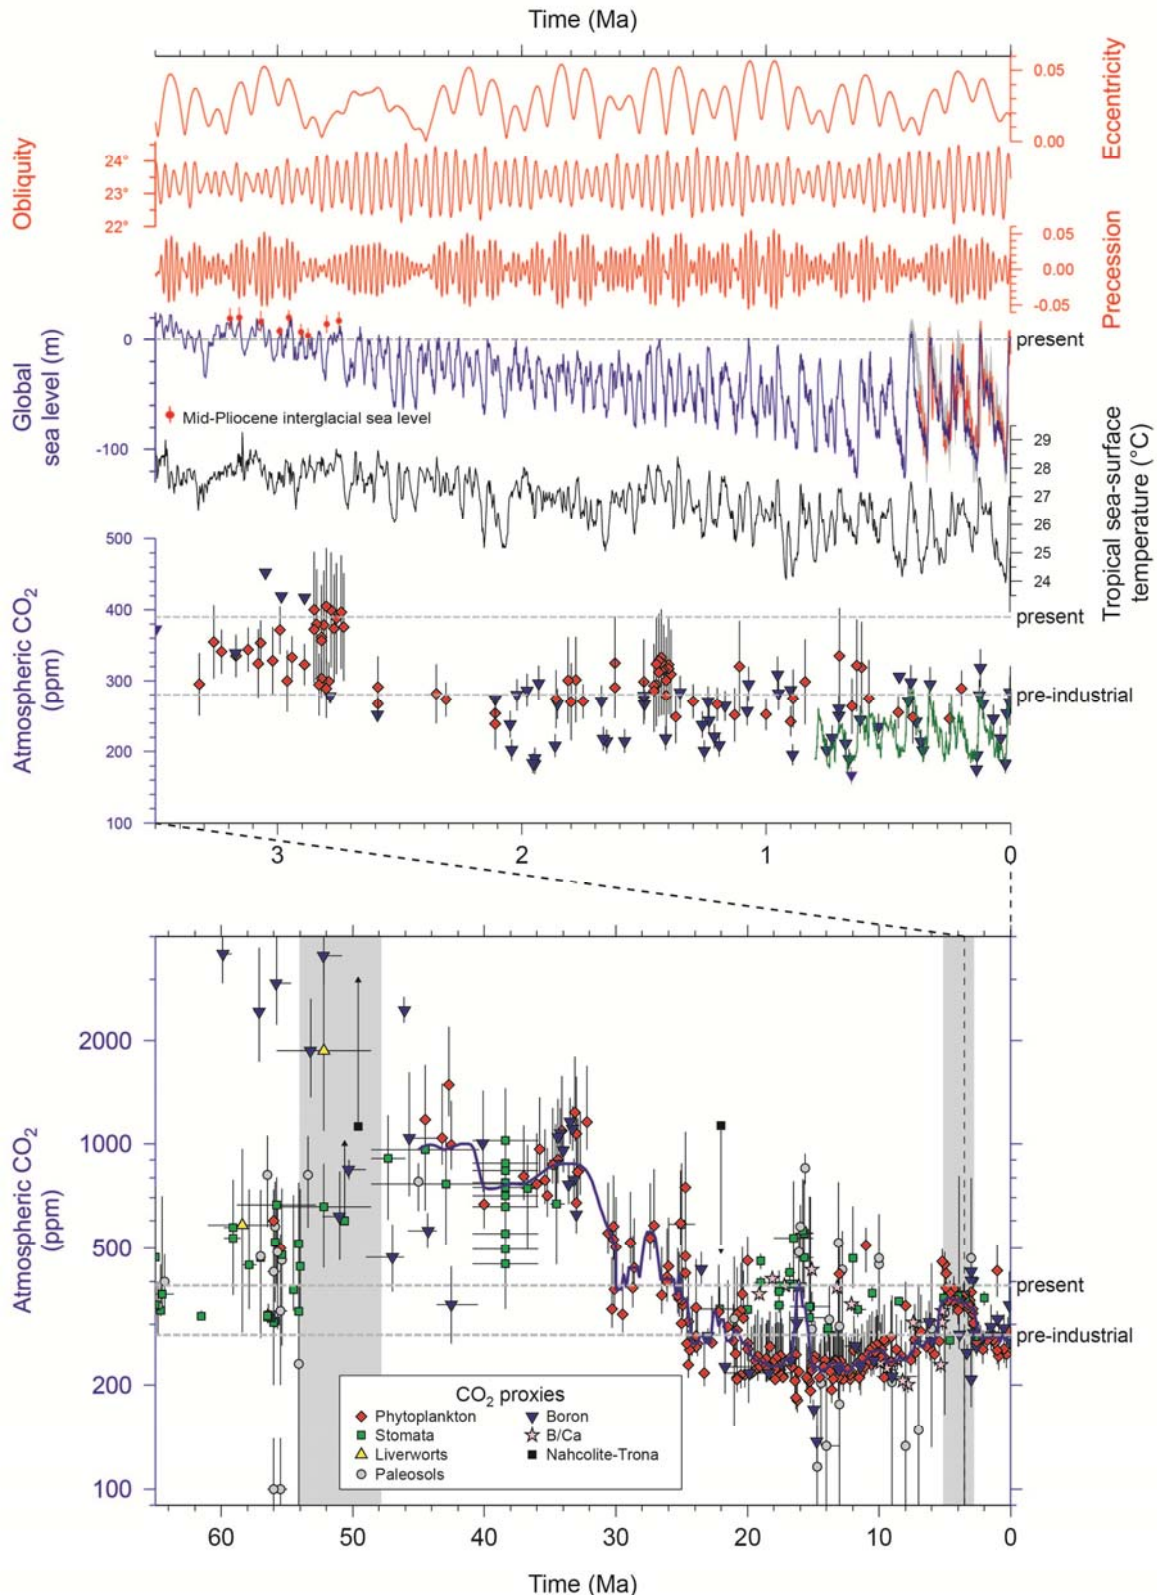 Time (Ma)
Eccentricity
0.05
0.00
Obliquity
24°
23°
22°
Precession
0.05
0.00
-0.05
Global
sea level (m)
0
-100
present
Mid-Pliocene interglacial sea level
Tropical sea-surface
temperature (°C)
29
28
27
26
25
24
Atmospheric CO2
(ppm)
500
400
300
200
100
present
pre-industrial
3 2 1 0
Atmospheric CO2
(ppm)
2000
1000
500
200
100
present
pre-industrial
CO2 proxies
Phytoplankton
Stomata
Liverworts
Paleosols
Boron
B/Ca
Nahcolite-Trona
60 50 40 30 20 10 0
Time (Ma)